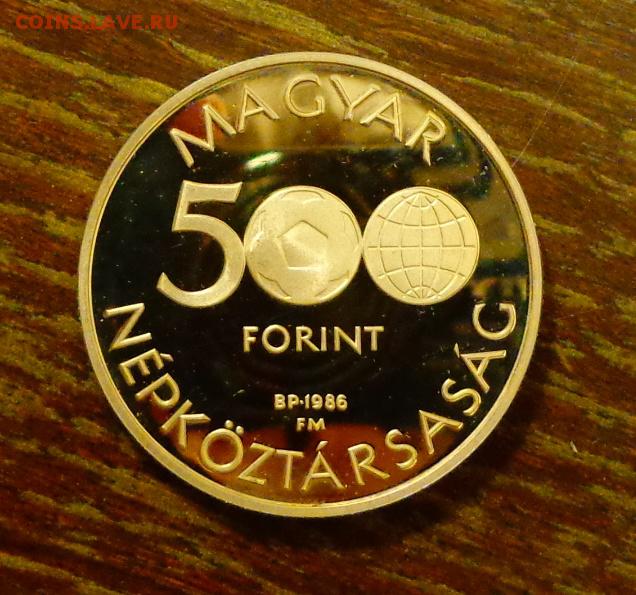 COINS.LAVE.RU
MAGYAR
500
FORINT
BP·1986
FM
NÉPKÖZTÁRSASÁG